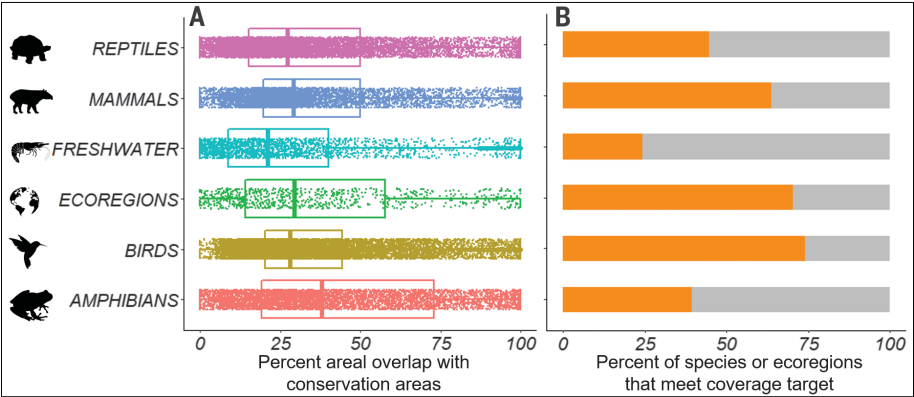 A
B
REPTILES
MAMMALS
FRESHWATER
ECOREGIONS
BIRDS
AMPHIBIANS
0 25 50 75 100
Percent areal overlap with
conservation areas
0 25 50 75 100
Percent of species or ecoregions
that meet coverage target